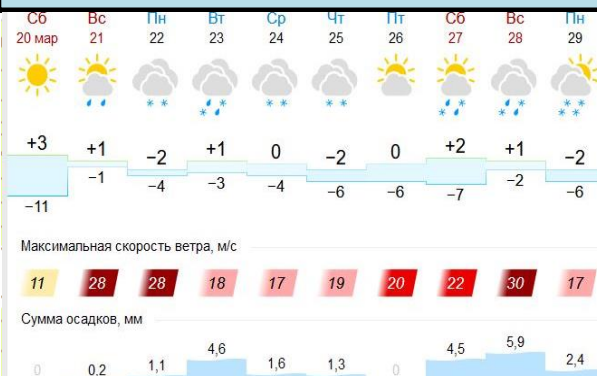 Сб Вс Пн Вт Ср Чт Пт Сб Вс Пн
20 мар 21 22 23 24 25 26 27 28 29
+3 +1 −2 +1 0 −2 0 +2 +1 −2
−11 −1 −4 −3 −4 −6 −6 −7 −2 −6
Максимальная скорость ветра, м/с
11 28 28 18 17 19 20 22 30 17
Сумма осадков, мм
0 0,2 1,1 4,6 1,6 1,3 0 4,5 5,9 2,4